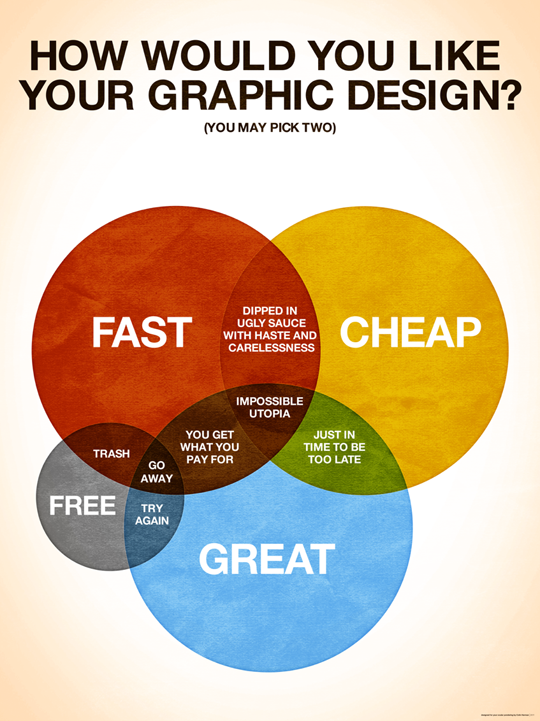 HOW WOULD YOU LIKE
YOUR GRAPHIC DESIGN?
(YOU MAY PICK TWO)
FAST
DIPPED IN
UGLY SAUCE
WITH HASTE AND
CARELESSNESS
CHEAP
IMPOSSIBLE
UTOPIA
YOU GET
WHAT YOU
PAY FOR
JUST IN
TIME TO BE
TOO LATE
TRASH
GO
AWAY
FREE
TRY
AGAIN
GREAT